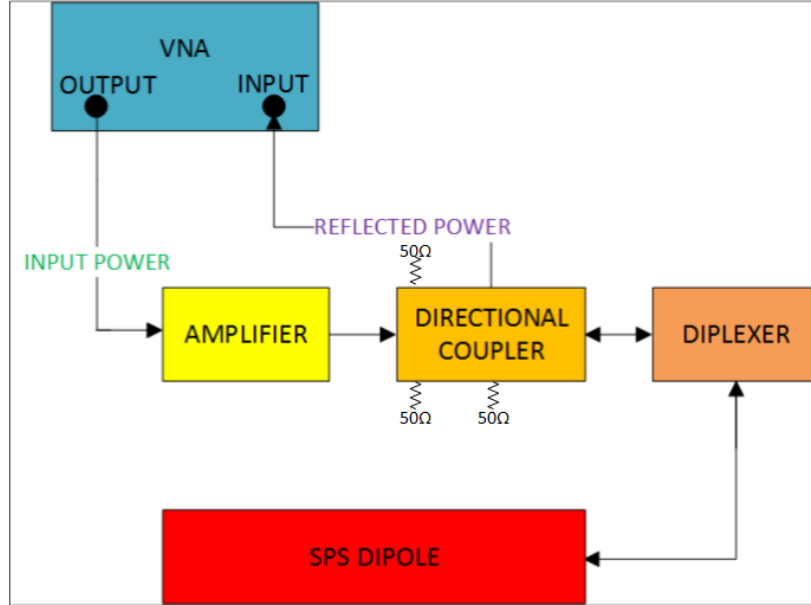 VNA
OUTPUT
INPUT
REFLECTED POWER
50Ω
INPUT POWER
AMPLIFIER
DIRECTIONAL
COUPLER
DIPLEXER
50Ω
50Ω
SPS DIPOLE